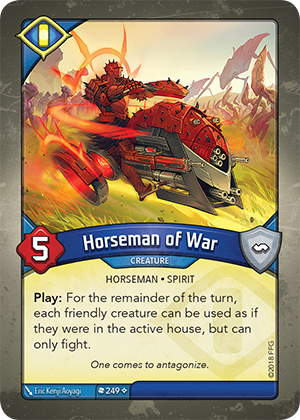 Horseman of War
CREATURE
5
HORSEMAN • SPIRIT
Play: For the remainder of the turn,
each friendly creature can be used as if
they were in the active house, but can
only fight.
One comes to antagonize.
Eric Kenji Aoyagi
249
©2018 FFG